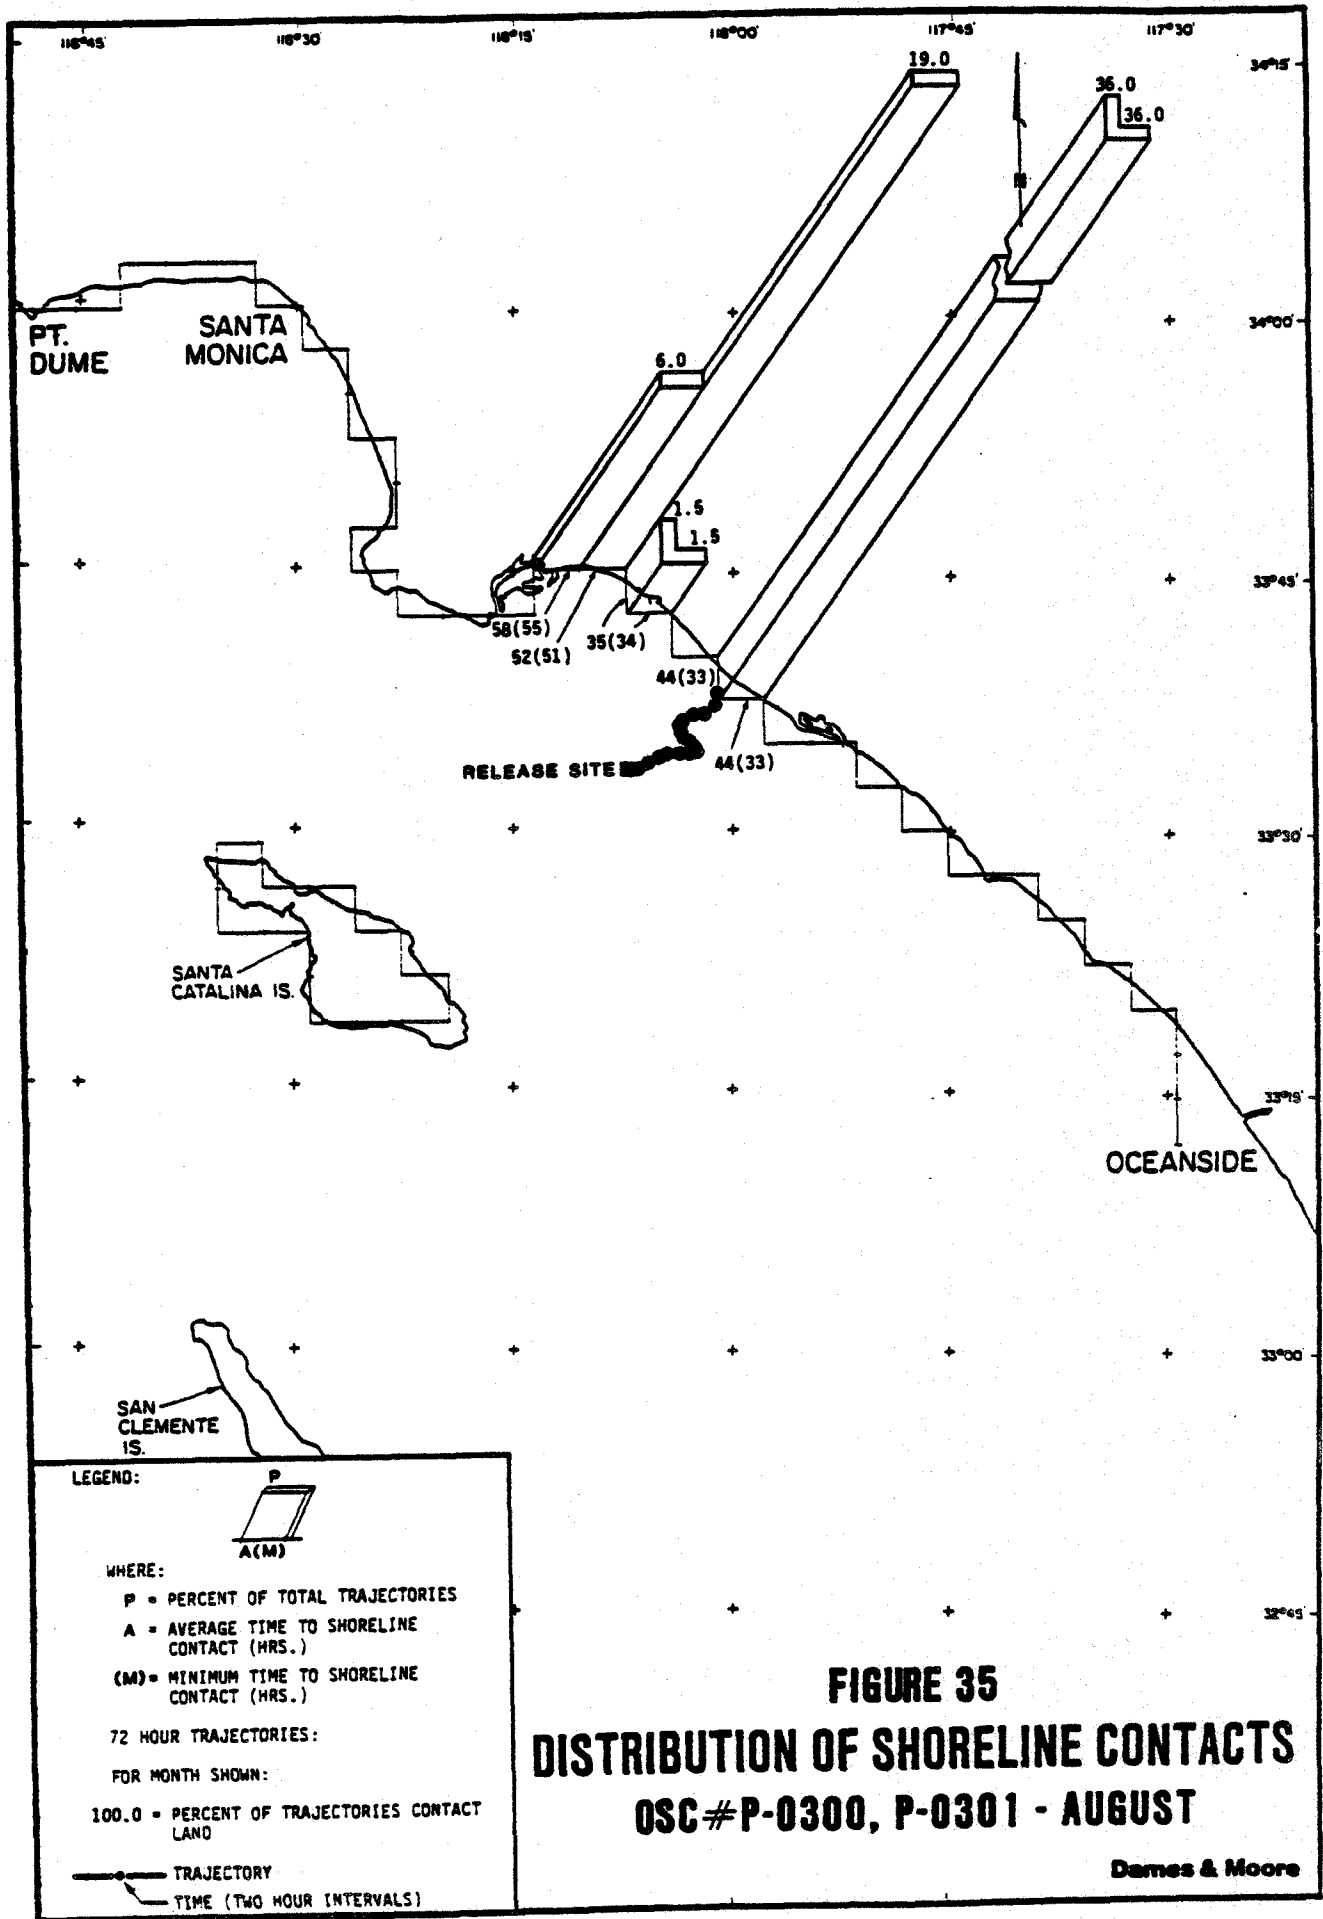 118°45'
118°30'
118°15'
118°00'
117°45'
117°30'
34°15'
19.0
36.0
36.0
34°00'
PT.
DUME
SANTA
MONICA
6.0
1.5
1.5
33°45'
58(55)
52(51)
35(34)
44(33)
44(33)
RELEASE SITE
33°30'
SANTA
CATALINA IS.
33°15'
OCEANSIDE
33°00'
SAN
CLEMENTE
IS.
32°45'
LEGEND:
P
A(M)
WHERE:
P = PERCENT OF TOTAL TRAJECTORIES
A = AVERAGE TIME TO SHORELINE
CONTACT (HRS.)
(M)= MINIMUM TIME TO SHORELINE
CONTACT (HRS.)
72 HOUR TRAJECTORIES:
FOR MONTH SHOWN:
100.0 = PERCENT OF TRAJECTORIES CONTACT
LAND
TRAJECTORY
TIME (TWO HOUR INTERVALS)
FIGURE 35
DISTRIBUTION OF SHORELINE CONTACTS
OSC#P-0300, P-0301 - AUGUST
Dames & Moore